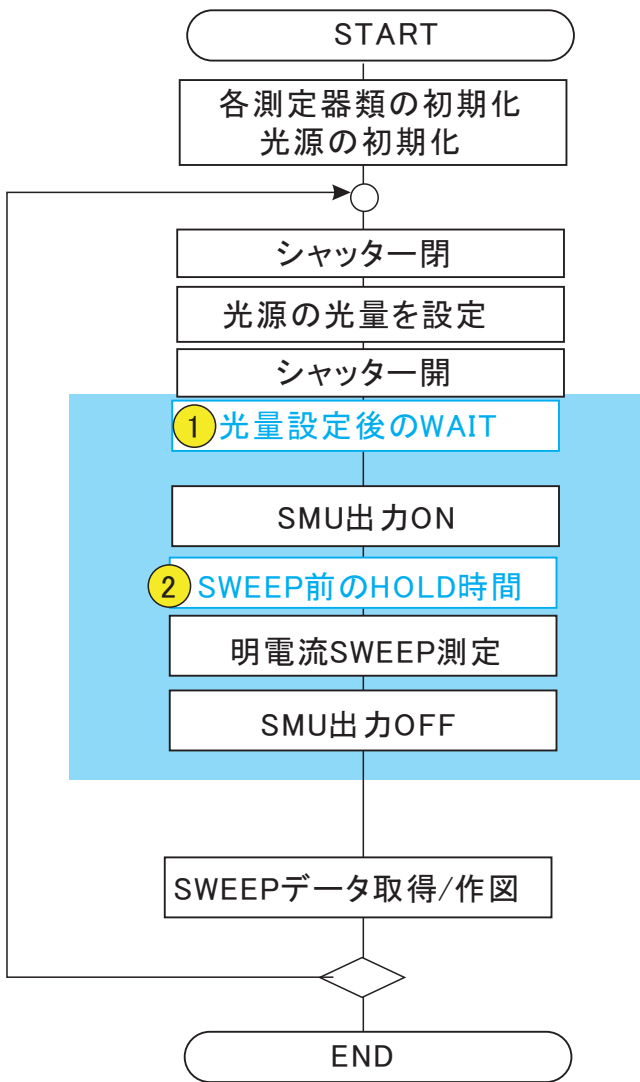 START
各測定器類の初期化
光源の初期化
シャッター閉
光源の光量を設定
シャッター開
1 光量設定後のWAIT
SMU出力ON
2 SWEEP前のHOLD時間
明電流SWEEP測定
SMU出力OFF
SWEEPデータ取得/作図
END